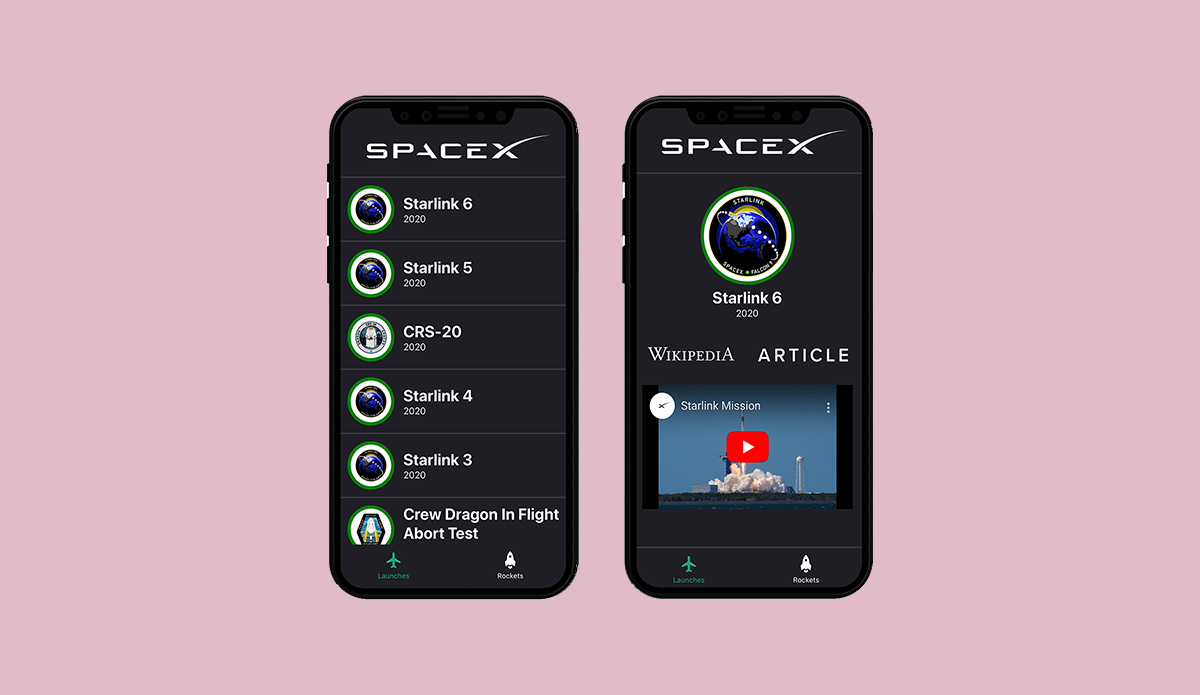 SPACEX
Starlink 6
2020
Starlink 5
2020
CRS-20
2020
Starlink 4
2020
Starlink 3
2020
Crew Dragon In Flight
Abort Test
Launches
Rockets
SPACEX
STARLINK
SPACEX FALCON 9
Starlink 6
2020
WIKIPEDIA
ARTICLE
Starlink Mission
Launches
Rockets